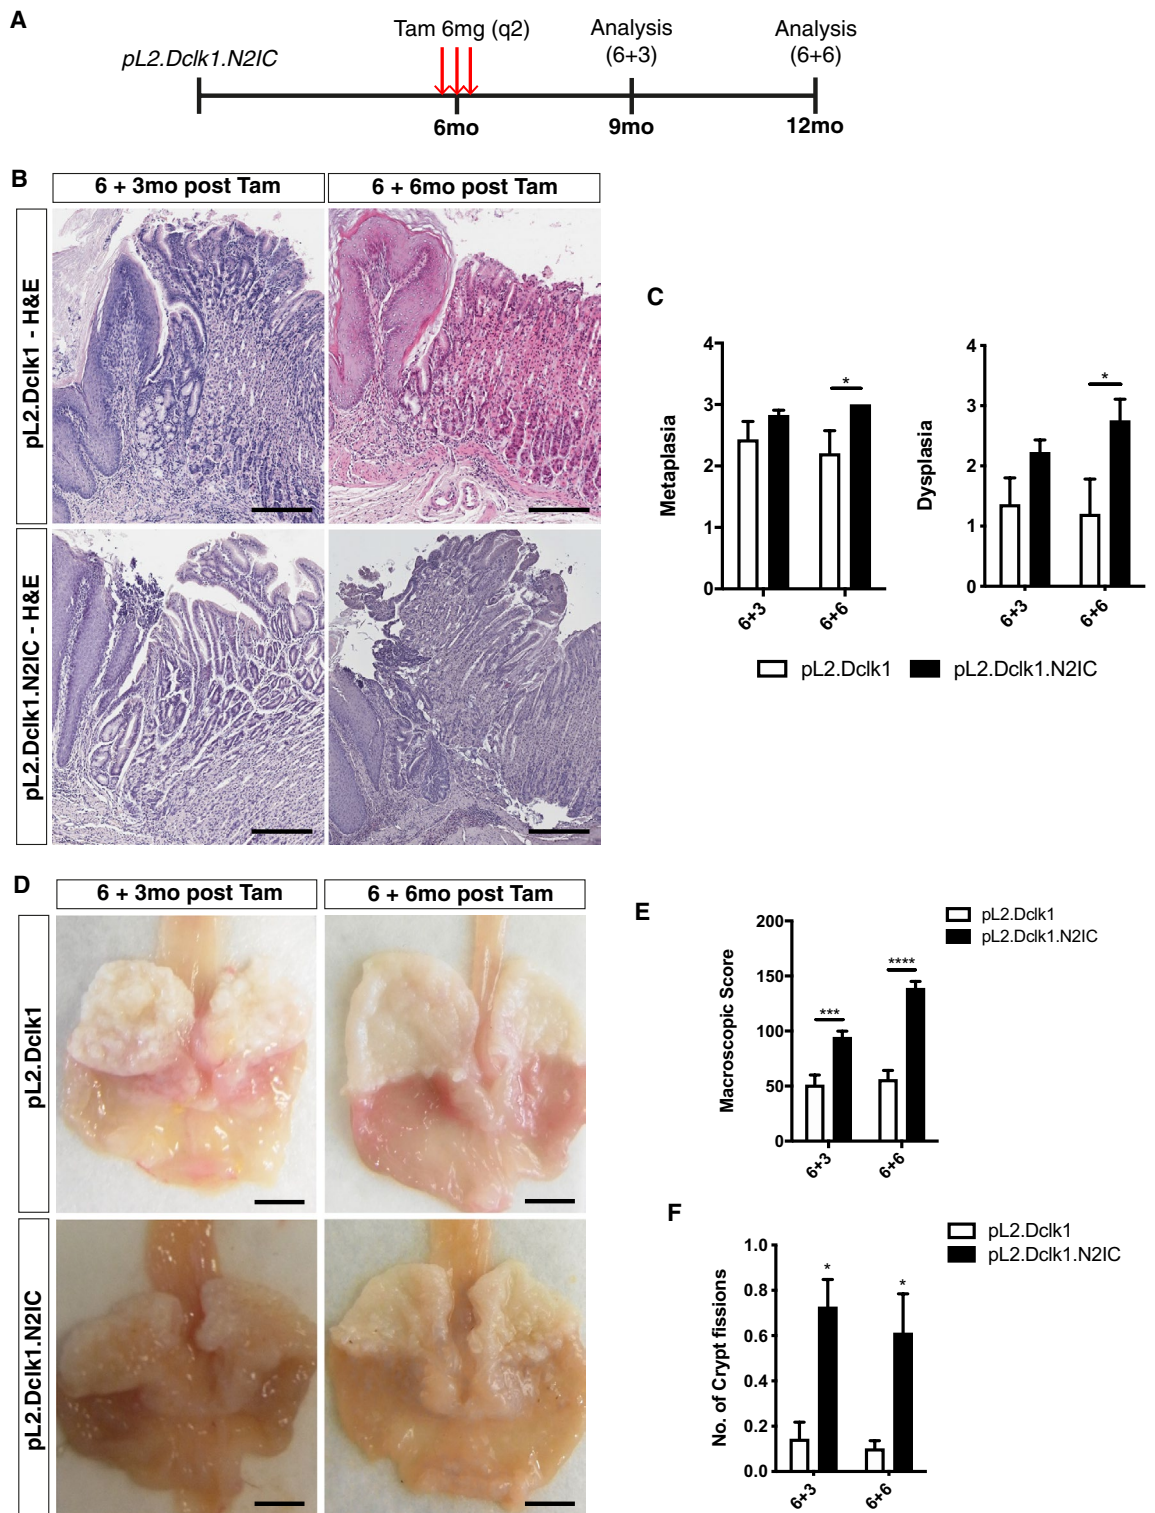 A
pL2.Dclk1.N2IC
Tam 6mg (q2)
Analysis
(6+3)
Analysis
(6+6)
6mo
9mo
12mo
B
6 + 3mo post Tam
6 + 6mo post Tam
pL2.Dclk1 - H&E
pL2.Dclk1.N2IC - H&E
C
Metaplasia
4
3
2
1
0
*
6+3
6+6
Dysplasia
4
3
2
1
0
*
6+3
6+6
pL2.Dclk1
pL2.Dclk1.N2IC
D
6 + 3mo post Tam
6 + 6mo post Tam
pL2.Dclk1
pL2.Dclk1.N2IC
E
Macroscopic Score
200
150
100
50
0
***
****
6+3
6+6
pL2.Dclk1
pL2.Dclk1.N2IC
F
No. of Crypt fissions
1.0
0.8
0.6
0.4
0.2
0.0
*
*
6+3
6+6
pL2.Dclk1
pL2.Dclk1.N2IC